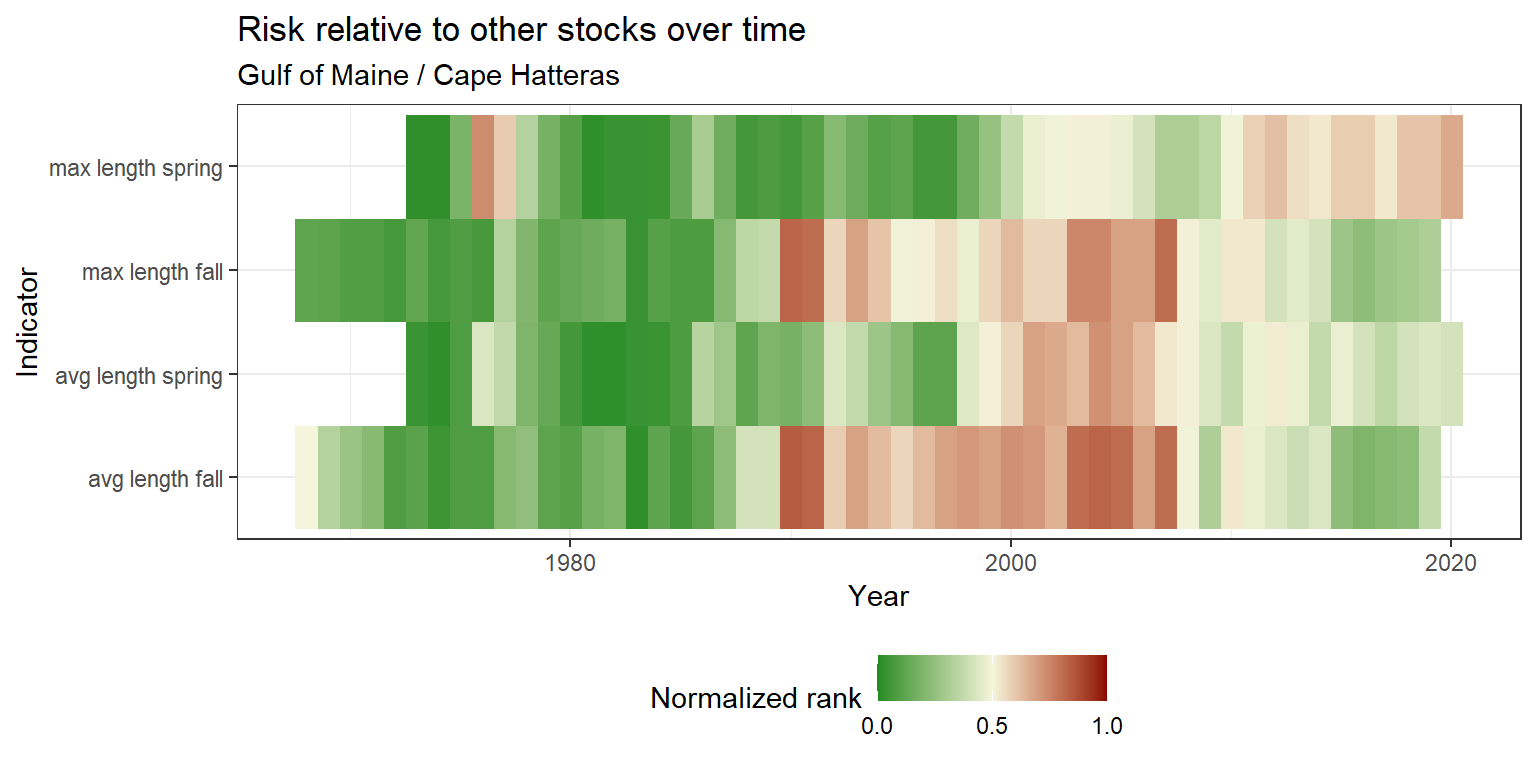 Risk relative to other stocks over time
Gulf of Maine / Cape Hatteras
Indicator
max length spring
max length fall
avg length spring
avg length fall
1980 2000 2020
Year
Normalized rank
0.0 0.5 1.0